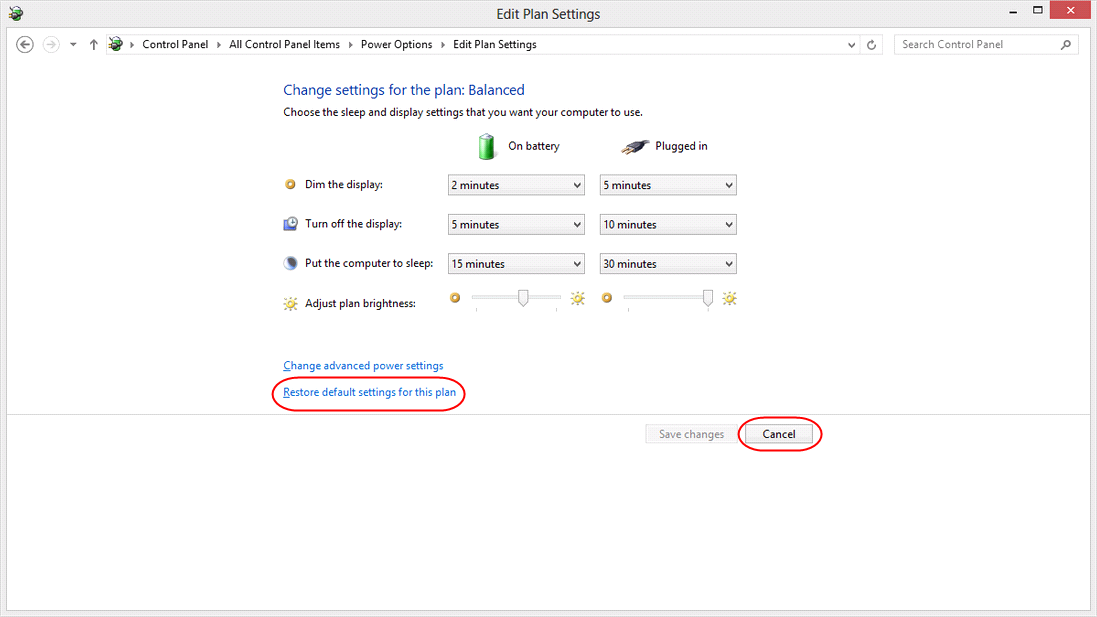 Edit Plan Settings
Control Panel All Control Panel Items Power Options Edit Plan Settings
Search Control Panel
Change settings for the plan: Balanced
Choose the sleep and display settings that you want your computer to use.
On battery Plugged in
Dim the display: 2 minutes 5 minutes
Turn off the display: 5 minutes 10 minutes
Put the computer to sleep: 15 minutes 30 minutes
Adjust plan brightness:
Change advanced power settings
Restore default settings for this plan
Save changes Cancel